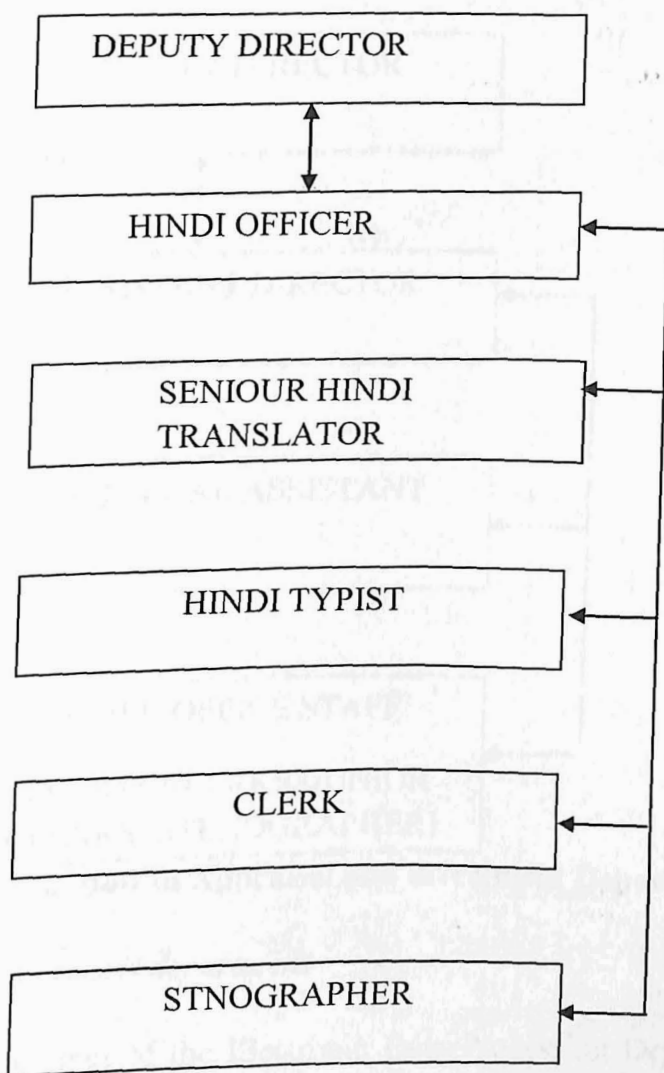 DEPUTY DIRECTOR
HINDI OFFICER
SENIOUR HINDI
TRANSLATOR
HINDI TYPIST
CLERK
STNOGRAPHER